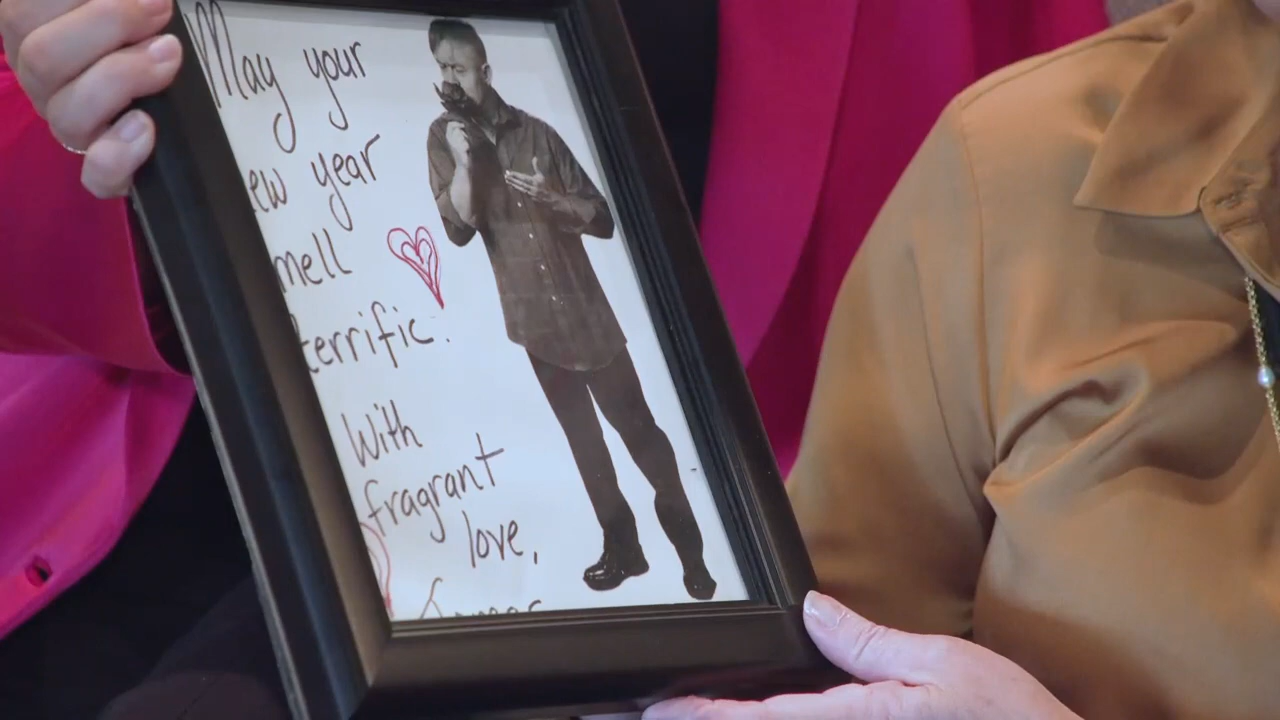 May your
ew year
mell
terrific.
With
fragrant
love,